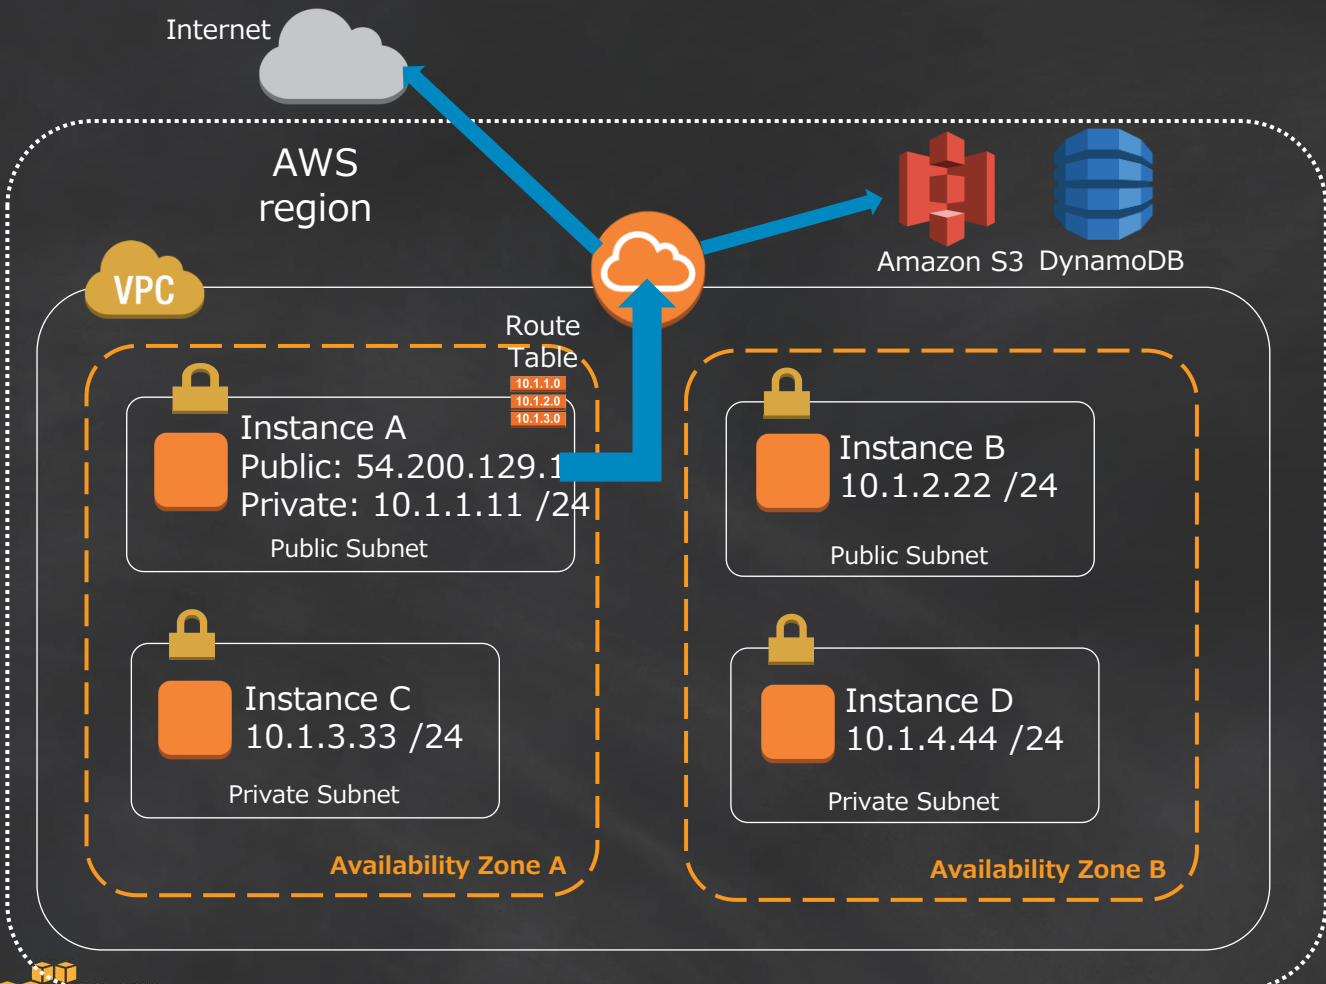 Internet
AWS
region
Amazon S3
DynamoDB
VPC
Route
Table
10.1.1.0
10.1.2.0
10.1.3.0
Instance A
Public: 54.200.129.1
Private: 10.1.1.11 /24
Public Subnet
Instance B
10.1.2.22 /24
Public Subnet
Instance C
10.1.3.33 /24
Private Subnet
Instance D
10.1.4.44 /24
Private Subnet
Availability Zone A
Availability Zone B